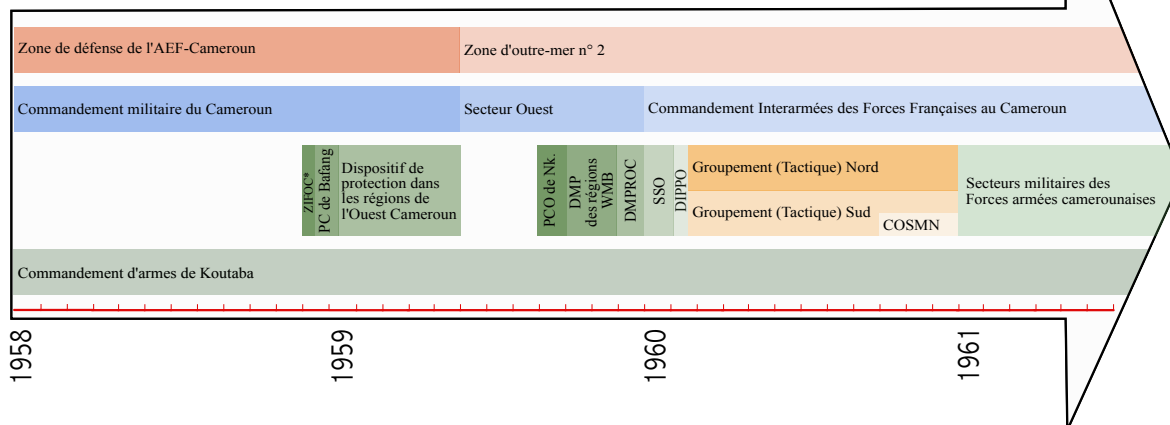 Zone de défense de l'AEF-Cameroun
Zone d'outre-mer n° 2
Commandement militaire du Cameroun
Secteur Ouest
Commandement Interarmées des Forces Françaises au Cameroun
ZIFOC*
PC de Bafang
Dispositif de
protection dans
les régions de
l'Ouest Cameroun
PCO de Nk.
DMP
des régions
WMB
DMPROC
SSO
DIPPO
Groupement (Tactique) Nord
Groupement (Tactique) Sud
COSMN
Secteurs militaires des
Forces armées camerounaises
Commandement d'armes de Koutaba
1958
1959
1960
1961